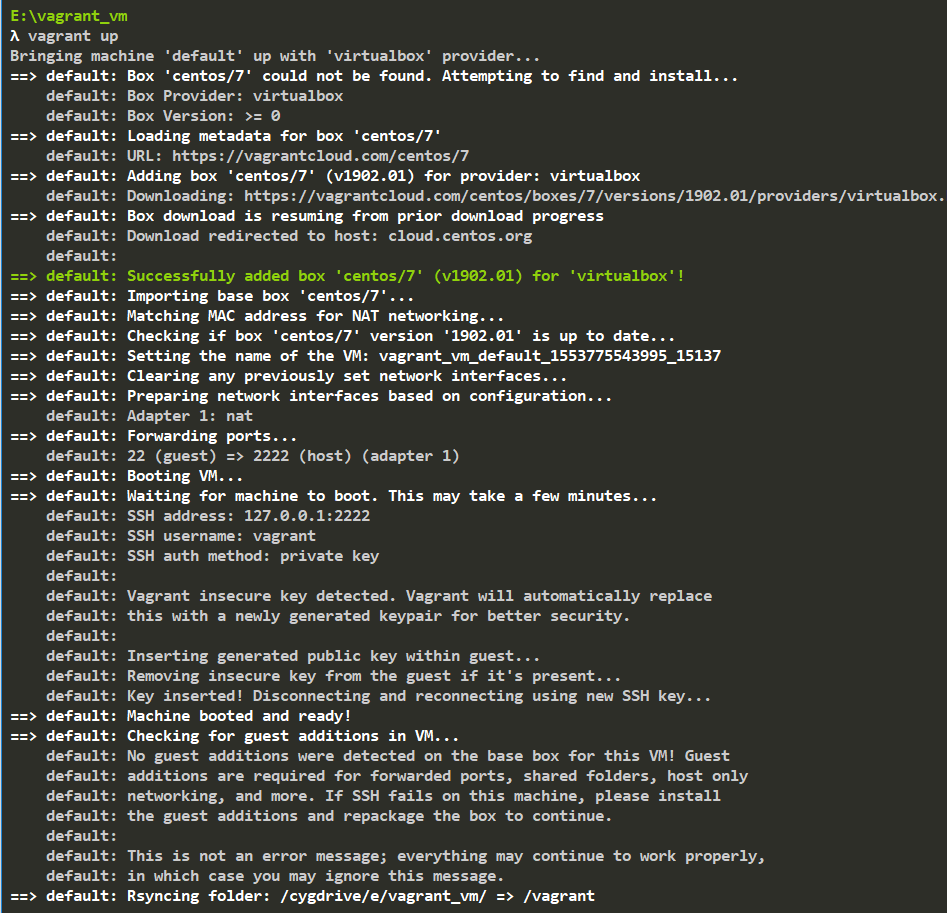 E:\vagrant_vm
λ vagrant up
Bringing machine 'default' up with 'virtualbox' provider...
==> default: Box 'centos/7' could not be found. Attempting to find and install...
    default: Box Provider: virtualbox
    default: Box Version: >= 0
==> default: Loading metadata for box 'centos/7'
    default: URL: https://vagrantcloud.com/centos/7
==> default: Adding box 'centos/7' (v1902.01) for provider: virtualbox
    default: Downloading: https://vagrantcloud.com/centos/boxes/7/versions/1902.01/providers/virtualbox.
==> default: Box download is resuming from prior download progress
    default: Download redirected to host: cloud.centos.org
    default:
==> default: Successfully added box 'centos/7' (v1902.01) for 'virtualbox'!
==> default: Importing base box 'centos/7'...
==> default: Matching MAC address for NAT networking...
==> default: Checking if box 'centos/7' version '1902.01' is up to date...
==> default: Setting the name of the VM: vagrant_vm_default_1553775543995_15137
==> default: Clearing any previously set network interfaces...
==> default: Preparing network interfaces based on configuration...
    default: Adapter 1: nat
==> default: Forwarding ports...
    default: 22 (guest) => 2222 (host) (adapter 1)
==> default: Booting VM...
==> default: Waiting for machine to boot. This may take a few minutes...
    default: SSH address: 127.0.0.1:2222
    default: SSH username: vagrant
    default: SSH auth method: private key
    default:
    default: Vagrant insecure key detected. Vagrant will automatically replace
    default: this with a newly generated keypair for better security.
    default:
    default: Inserting generated public key within guest...
    default: Removing insecure key from the guest if it's present...
    default: Key inserted! Disconnecting and reconnecting using new SSH key...
==> default: Machine booted and ready!
==> default: Checking for guest additions in VM...
    default: No guest additions were detected on the base box for this VM! Guest
    default: additions are required for forwarded ports, shared folders, host only
    default: networking, and more. If SSH fails on this machine, please install
    default: the guest additions and repackage the box to continue.
    default:
    default: This is not an error message; everything may continue to work properly,
    default: in which case you may ignore this message.
==> default: Rsyncing folder: /cygdrive/e/vagrant_vm/ => /vagrant